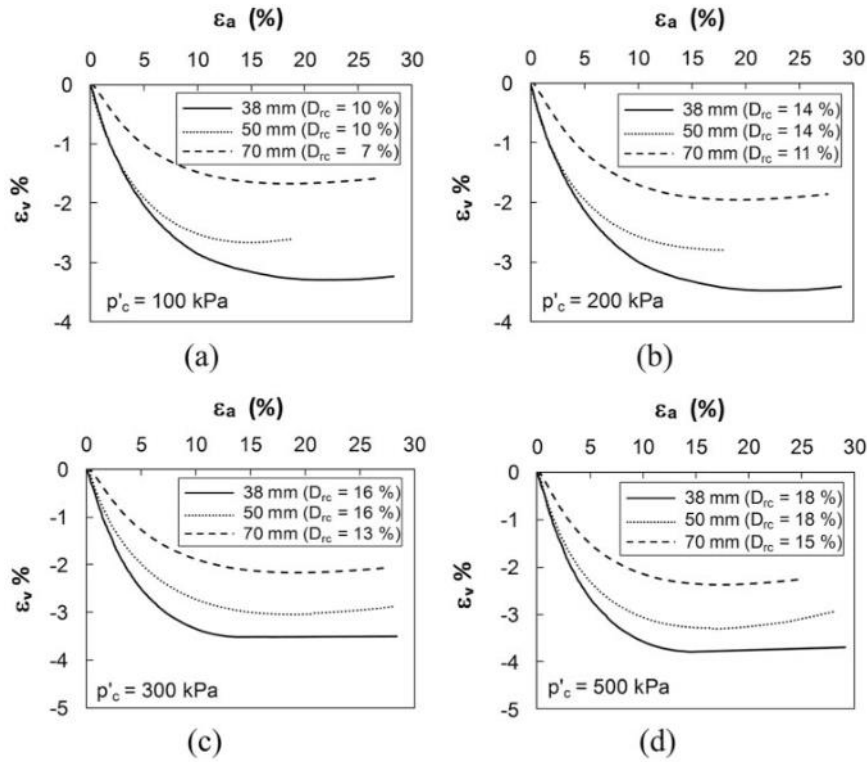 εa (%)
0 5 10 15 20 25 30
0
-1
-2
-3
-4
εv %
38 mm (Drc = 10 %)
50 mm (Drc = 10 %)
70 mm (Drc = 7 %)
p'c = 100 kPa
(a)
εa (%)
0 5 10 15 20 25 30
0
-1
-2
-3
-4
εv %
38 mm (Drc = 14 %)
50 mm (Drc = 14 %)
70 mm (Drc = 11 %)
p'c = 200 kPa
(b)
εa (%)
0 5 10 15 20 25 30
0
-1
-2
-3
-4
-5
εv %
38 mm (Drc = 16 %)
50 mm (Drc = 16 %)
70 mm (Drc = 13 %)
p'c = 300 kPa
(c)
εa (%)
0 5 10 15 20 25 30
0
-1
-2
-3
-4
-5
εv %
38 mm (Drc = 18 %)
50 mm (Drc = 18 %)
70 mm (Drc = 15 %)
p'c = 500 kPa
(d)